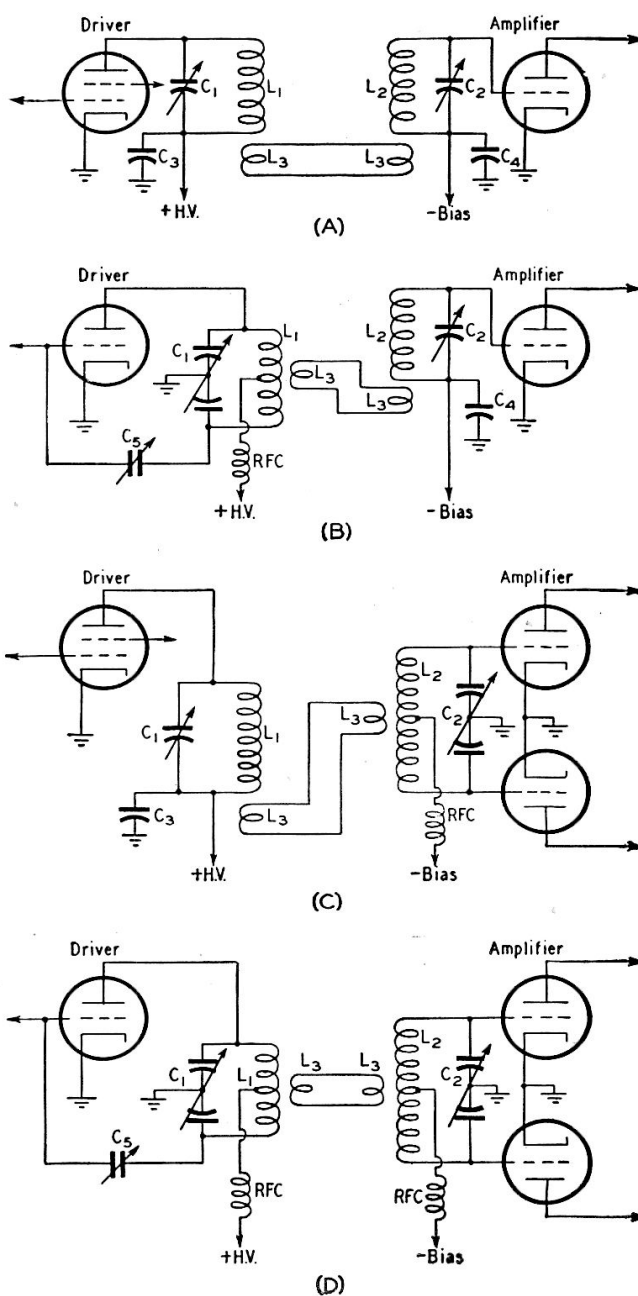 Driver
Amplifier
C₁
L₁
L₂
C₂
C₃
L₃
L₃
C₄
+H.V.
-Bias
(A)
Driver
Amplifier
C₁
L₁
L₂
C₂
L₃
L₃
C₄
C₅
RFC
+H.V.
-Bias
(B)
Driver
Amplifier
C₁
L₁
L₃
L₂
C₂
C₃
L₃
RFC
+H.V.
-Bias
(C)
Driver
Amplifier
C₁
L₁
L₃
L₃
L₂
C₂
C₅
RFC
RFC
+H.V.
-Bias
(D)